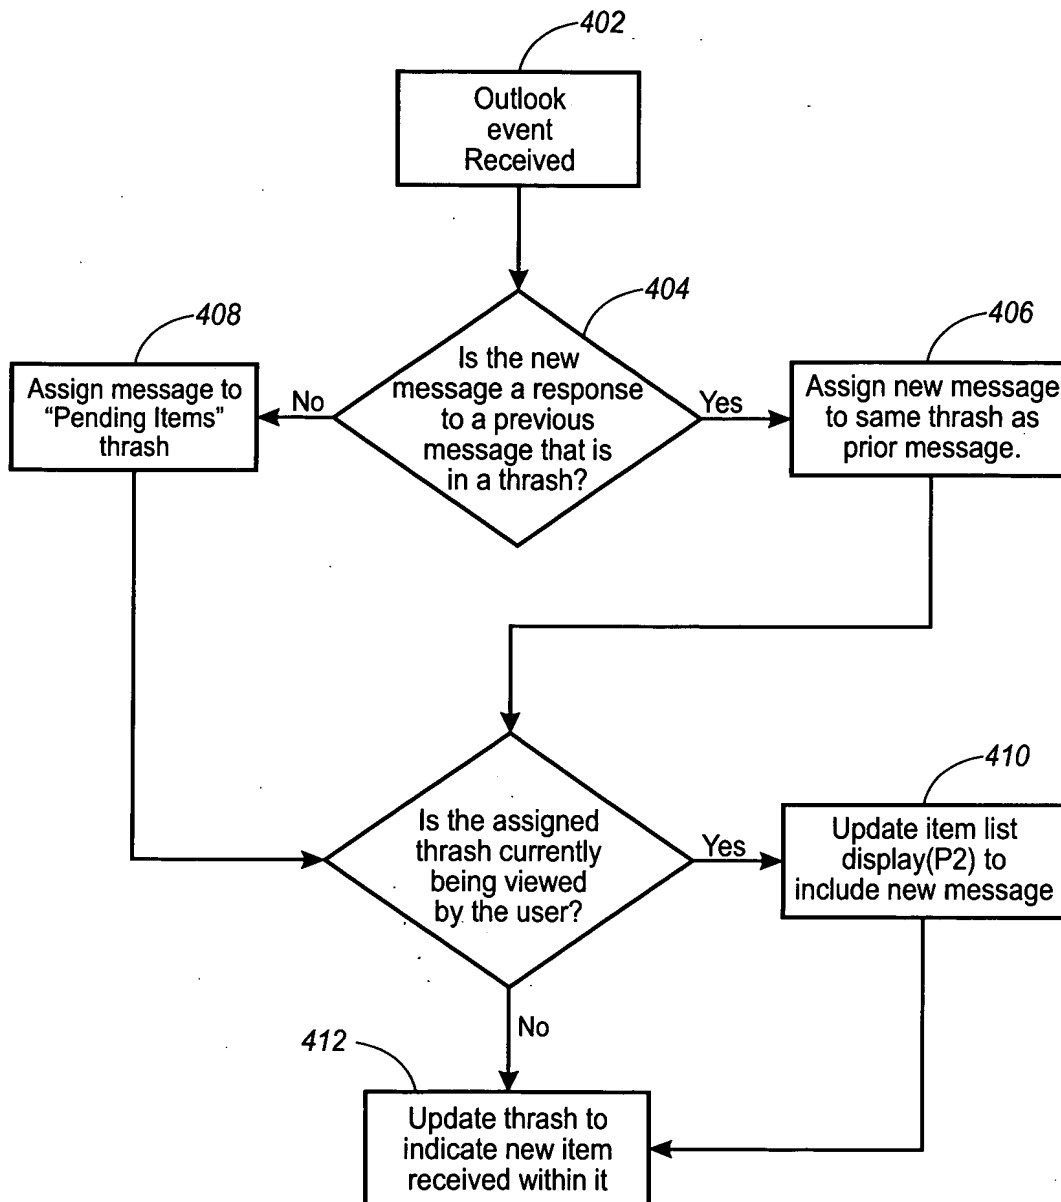 402
Outlook
event
Received
404
408
406
Is the new
message a response
to a previous
message that is
in a thrash?
Assign message to
“Pending Items”
thrash
No
Yes
Assign new message
to same thrash as
prior message.
410
Is the assigned
thrash currently
being viewed
by the user?
Yes
Update item list
display(P2) to
include new message
No
412
Update thrash to
indicate new item
received within it